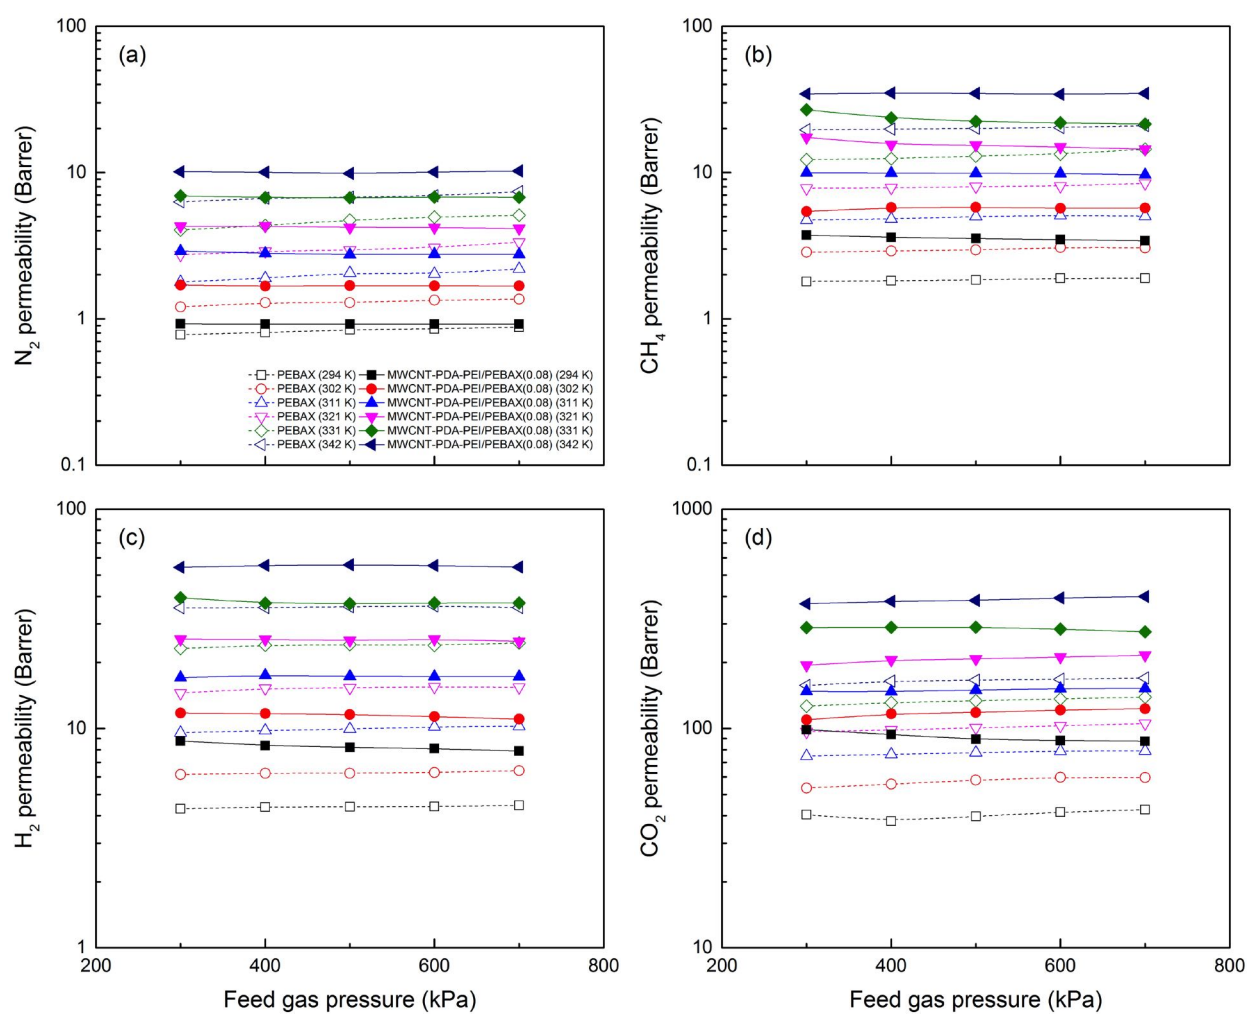 100
(a)
10
1
0.1
N2 permeability (Barrer)
PEBAX (294 K) MWCNT-PDA-PEI/PEBAX(0.08) (294 K)
PEBAX (302 K) MWCNT-PDA-PEI/PEBAX(0.08) (302 K)
PEBAX (311 K) MWCNT-PDA-PEI/PEBAX(0.08) (311 K)
PEBAX (321 K) MWCNT-PDA-PEI/PEBAX(0.08) (321 K)
PEBAX (331 K) MWCNT-PDA-PEI/PEBAX(0.08) (331 K)
PEBAX (342 K) MWCNT-PDA-PEI/PEBAX(0.08) (342 K)
100
(b)
10
1
0.1
CH4 permeability (Barrer)
100
(c)
10
1
H2 permeability (Barrer)
200 400 600 800
Feed gas pressure (kPa)
1000
(d)
100
10
CO2 permeability (Barrer)
200 400 600 800
Feed gas pressure (kPa)